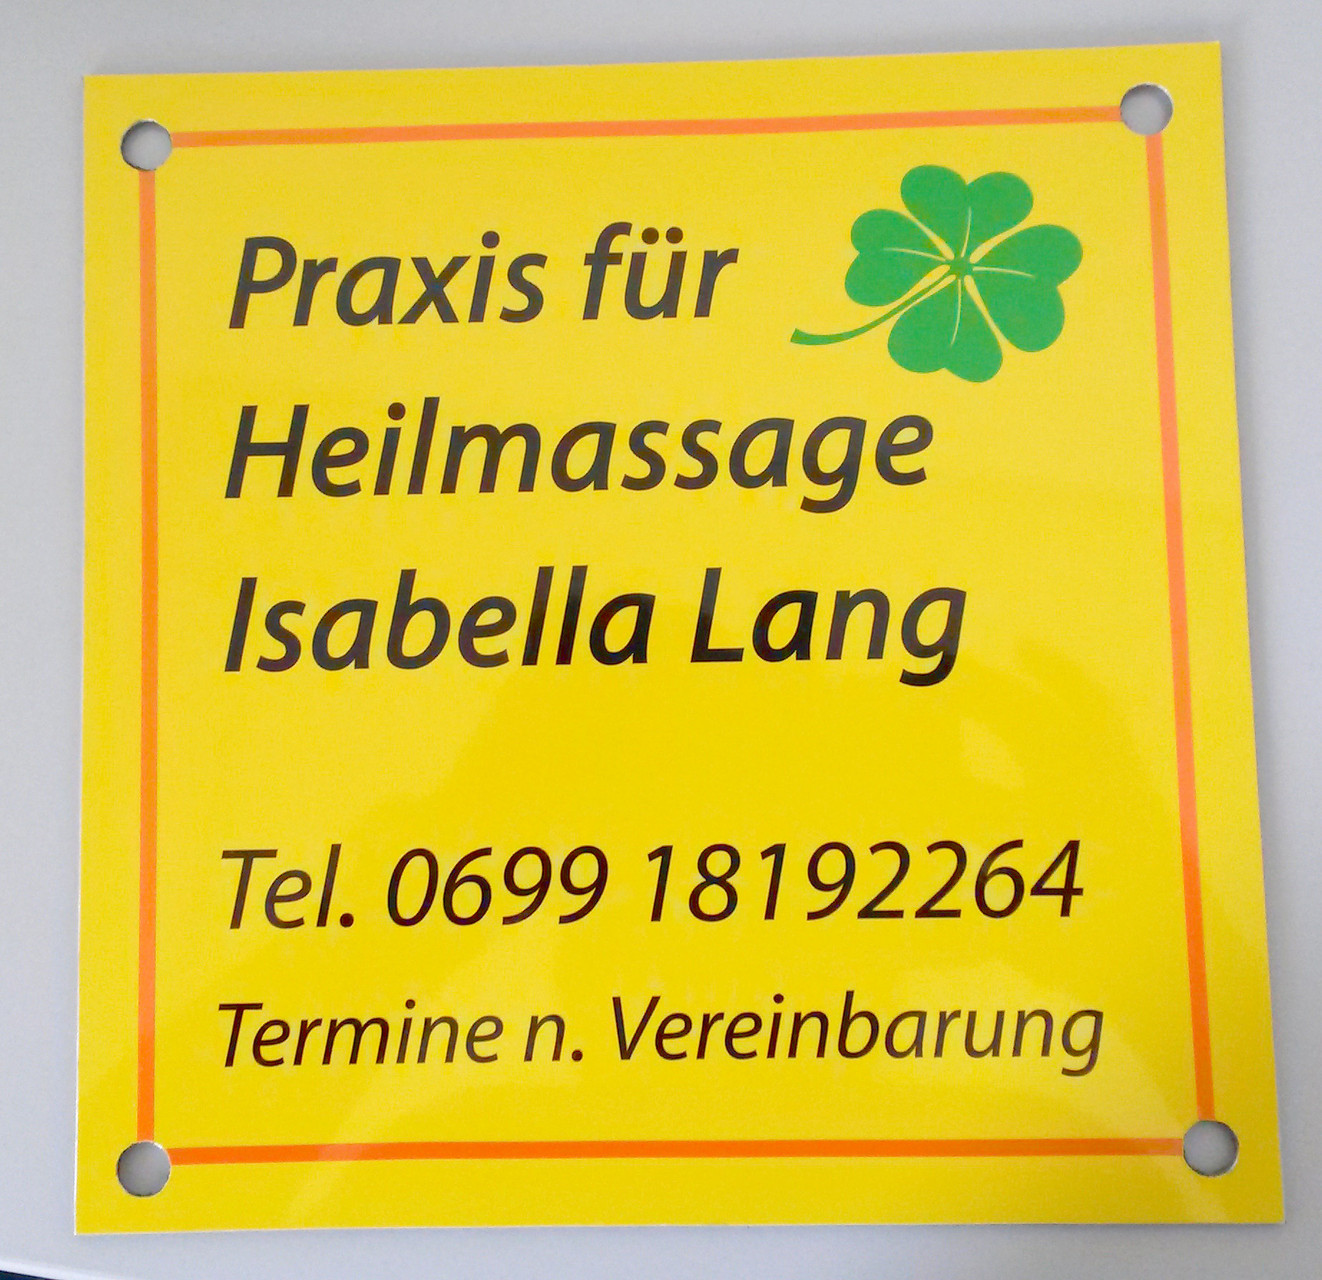 Praxis für
Heilmassage
Isabella Lang
Tel. 0699 18192264
Termine n. Vereinbarung